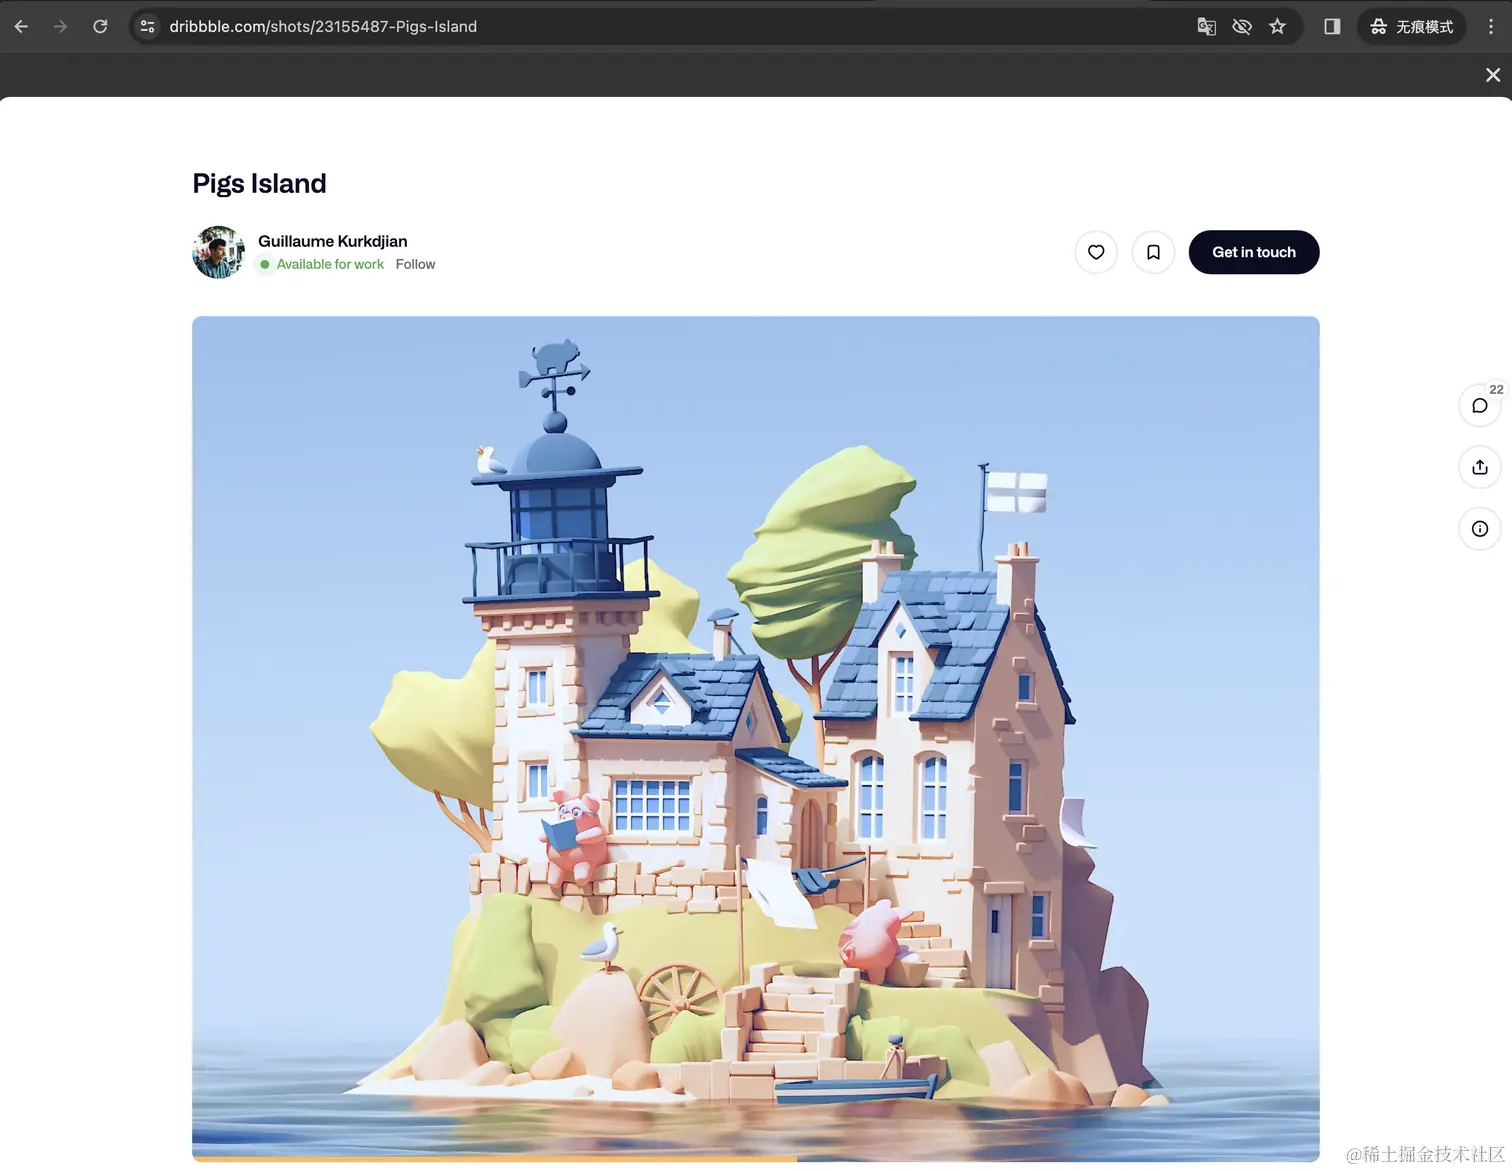 dribbble.com/shots/23155487-Pigs-Island
无痕模式
Pigs Island
Guillaume Kurkdjian
Available for work Follow
Get in touch
22
@稀土掘金技术社区